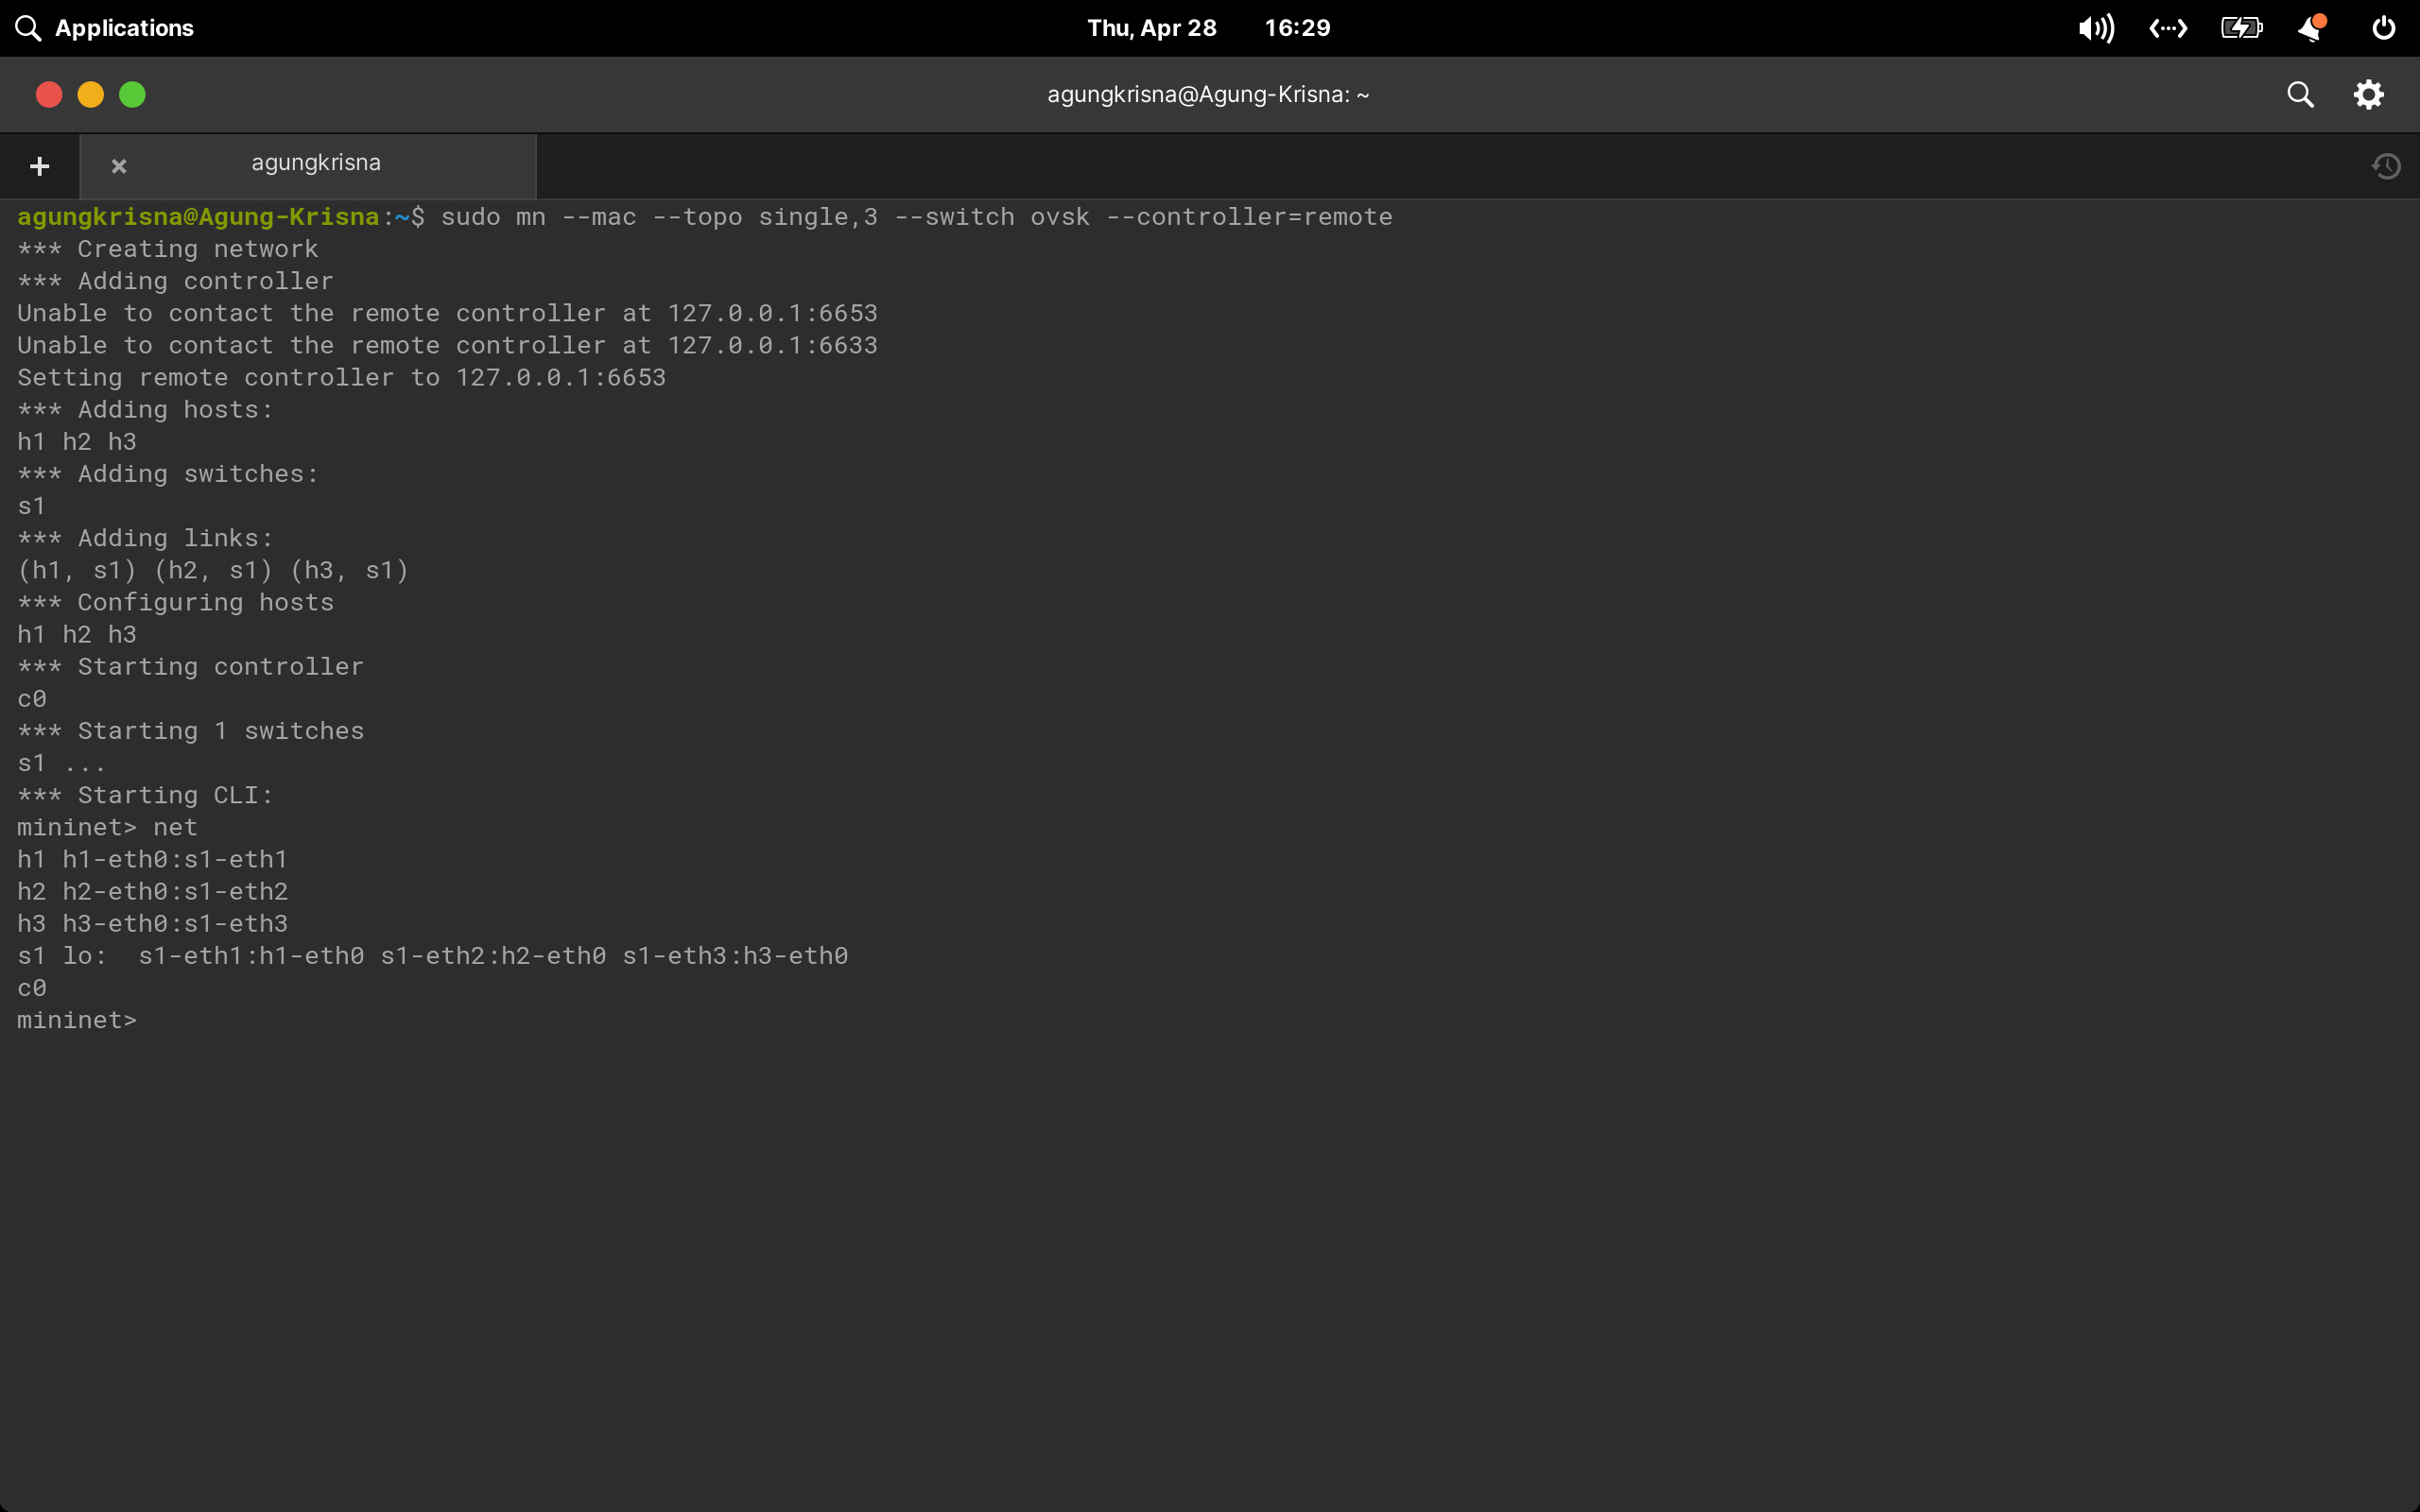 Applications
Thu, Apr 28 16:29
agungkrisna@Agung-Krisna: ~
agungkrisna
agungkrisna@Agung-Krisna:~$ sudo mn --mac --topo single,3 --switch ovsk --controller=remote
*** Creating network
*** Adding controller
Unable to contact the remote controller at 127.0.0.1:6653
Unable to contact the remote controller at 127.0.0.1:6633
Setting remote controller to 127.0.0.1:6653
*** Adding hosts:
h1 h2 h3
*** Adding switches:
s1
*** Adding links:
(h1, s1) (h2, s1) (h3, s1)
*** Configuring hosts
h1 h2 h3
*** Starting controller
c0
*** Starting 1 switches
s1 ...
*** Starting CLI:
mininet> net
h1 h1-eth0:s1-eth1
h2 h2-eth0:s1-eth2
h3 h3-eth0:s1-eth3
s1 lo:  s1-eth1:h1-eth0 s1-eth2:h2-eth0 s1-eth3:h3-eth0
c0
mininet>